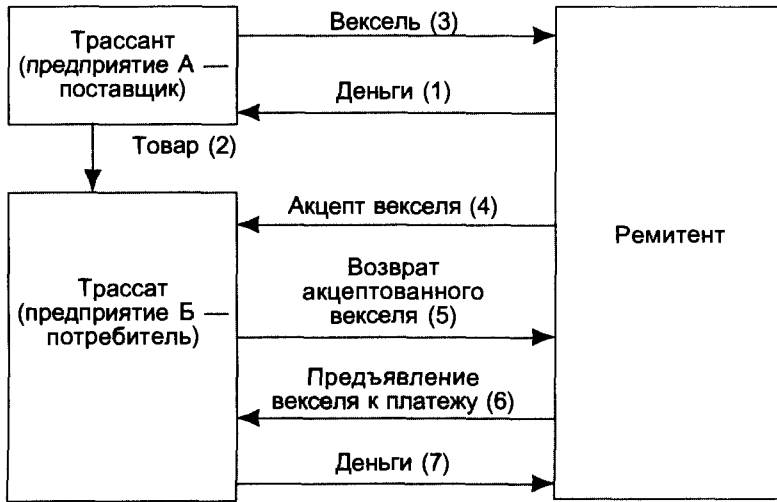 Трассант
(предприятие А —
поставщик)
Вексель (3)
Деньги (1)
Товар (2)
Трассат
(предприятие Б —
потребитель)
Акцепт векселя (4)
Возврат
акцептованного
векселя (5)
Предъявление
векселя к платежу (6)
Деньги (7)
Ремитент